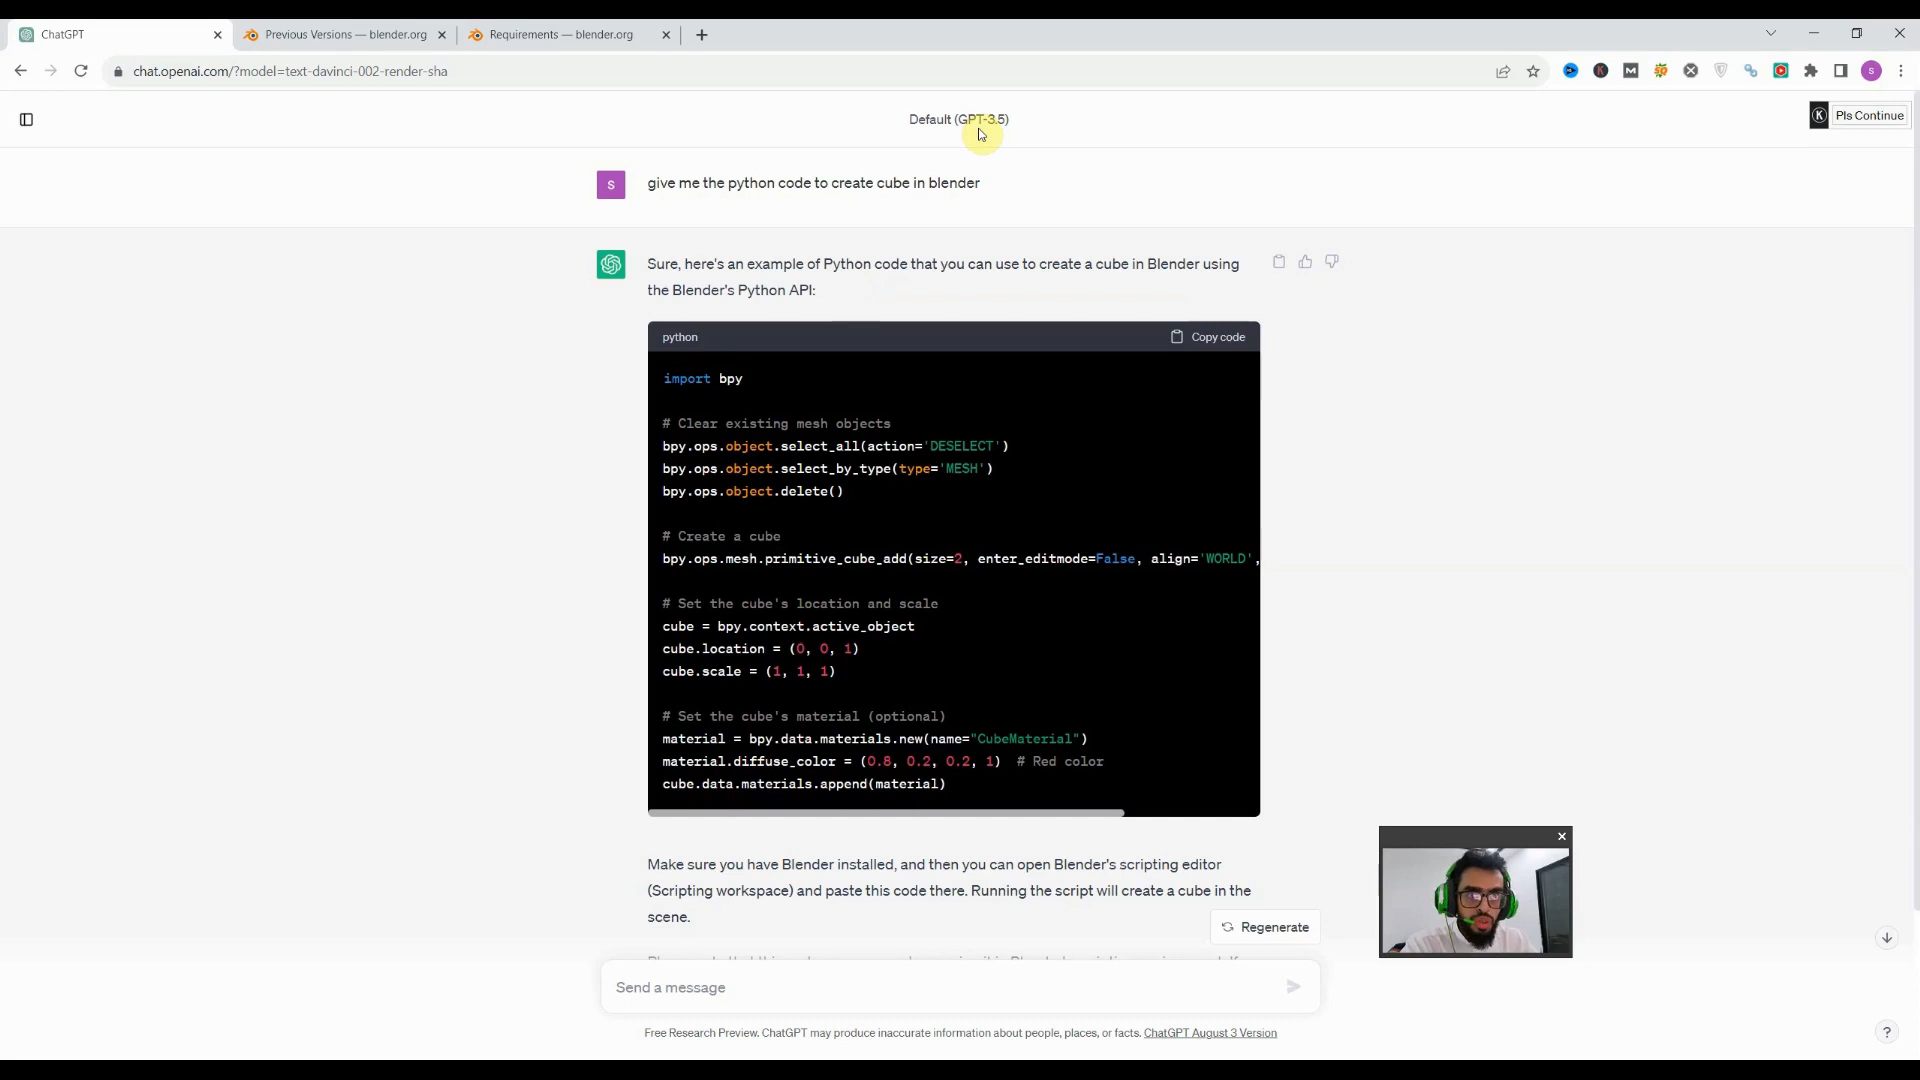 ChatGPT
Previous Versions — blender.org
Requirements — blender.org
chat.openai.com/?model=text-davinci-002-render-sha
S
Default (GPT-3.5)
Pls Continue
S
give me the python code to create cube in blender
Sure, here's an example of Python code that you can use to create a cube in Blender using
the Blender's Python API:
python
Copy code
import bpy
# Clear existing mesh objects
bpy.ops.object.select_all(action='DESELECT')
bpy.ops.object.select_by_type(type='MESH')
bpy.ops.object.delete()
# Create a cube
bpy.ops.mesh.primitive_cube_add(size=2, enter_editmode=False, align='WORLD',
# Set the cube's location and scale
cube = bpy.context.active_object
cube.location = (0, 0, 1)
cube.scale = (1, 1, 1)
# Set the cube's material (optional)
material = bpy.data.materials.new(name="CubeMaterial")
material.diffuse_color = (0.8, 0.2, 0.2, 1)  # Red color
cube.data.materials.append(material)
Make sure you have Blender installed, and then you can open Blender's scripting editor
(Scripting workspace) and paste this code there. Running the script will create a cube in the
scene.
Regenerate
Send a message
Free Research Preview. ChatGPT may produce inaccurate information about people, places, or facts. ChatGPT August 3 Version
?